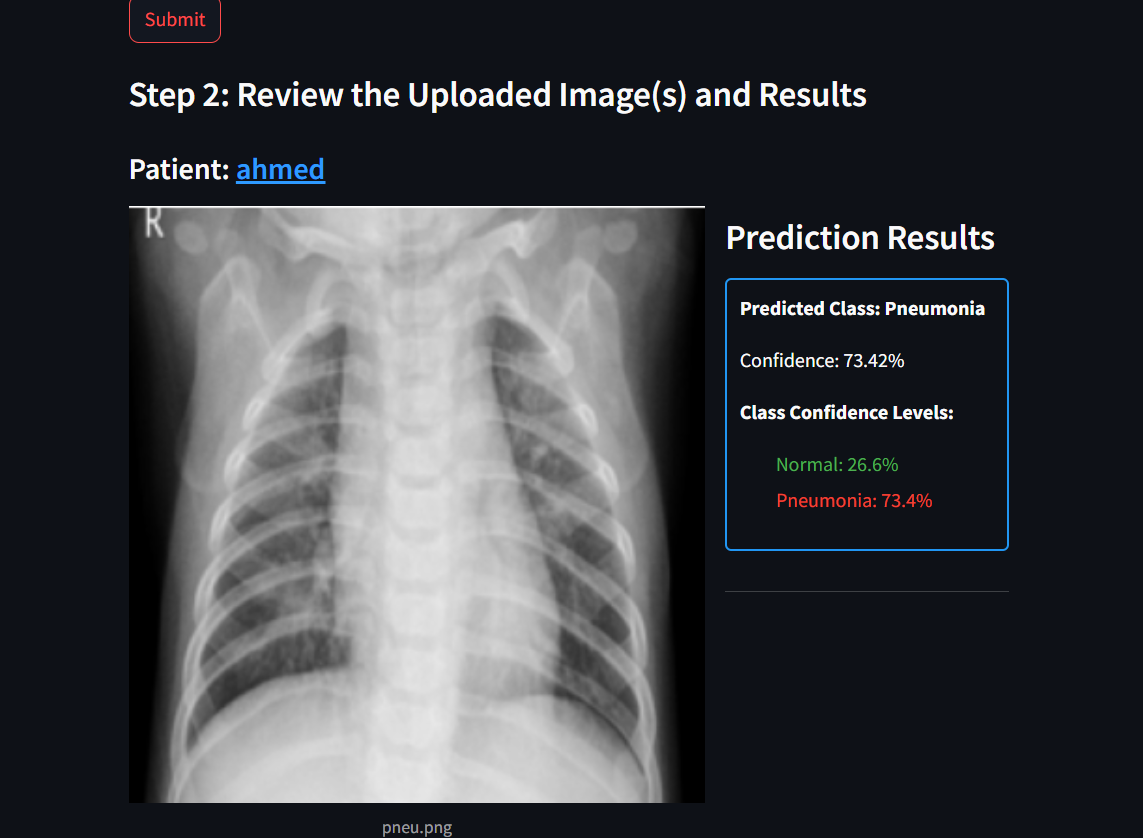 Submit
Step 2: Review the Uploaded Image(s) and Results
Patient: ahmed
R
Prediction Results
Predicted Class: Pneumonia
Confidence: 73.42%
Class Confidence Levels:
Normal: 26.6%
Pneumonia: 73.4%
pneu.png